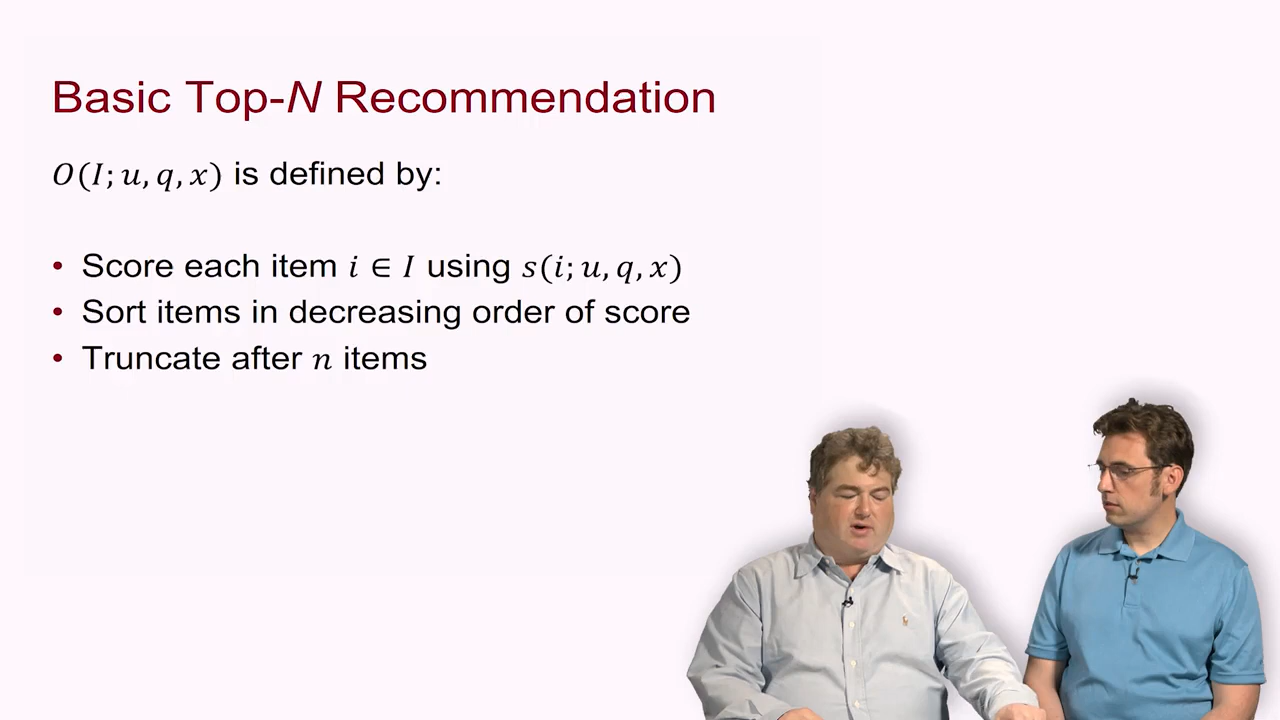 Basic Top-N Recommendation
O(I; u, q, x) is defined by:
• Score each item i ∈ I using s(i; u, q, x)
• Sort items in decreasing order of score
• Truncate after n items